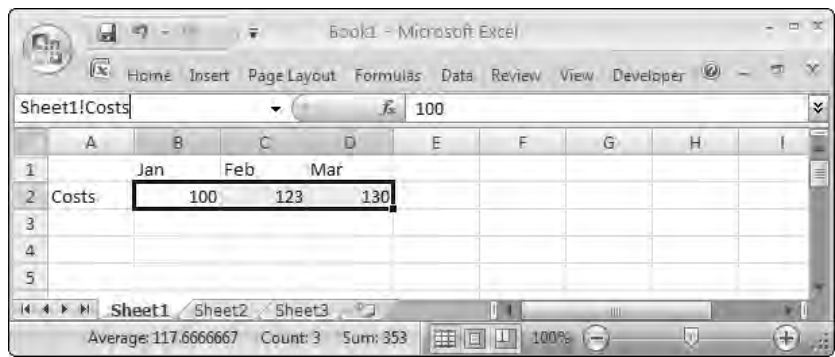 Book1 - Microsoft Excel
Home Insert Page Layout Formulas Data Review View Developer
Sheet1!Costs fx 100
A B C D E F G H I
1 Jan Feb Mar
2 Costs 100 123 130
3
4
5
Sheet1 Sheet2 Sheet3
Average: 117.6666667 Count: 3 Sum: 353 100%